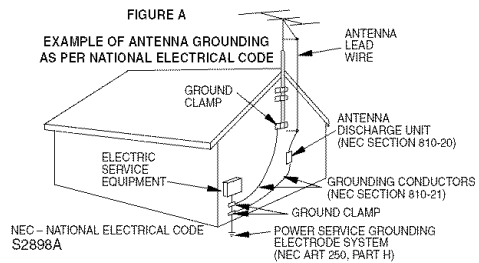 FIGURE A
EXAMPLE OF ANTENNA GROUNDING
AS PER NATIONAL ELECTRICAL CODE
ANTENNA
LEAD
WIRE
GROUND
CLAMP
ANTENNA
DISCHARGE UNIT
(NEC SECTION 810-20)
ELECTRIC
SERVICE
EQUIPMENT
GROUNDING CONDUCTORS
(NEC SECTION 810-21)
GROUND CLAMP
POWER SERVICE GROUNDING
ELECTRODE SYSTEM
(NEC ART 250, PART H)
NEC – NATIONAL ELECTRICAL CODE
S2898A